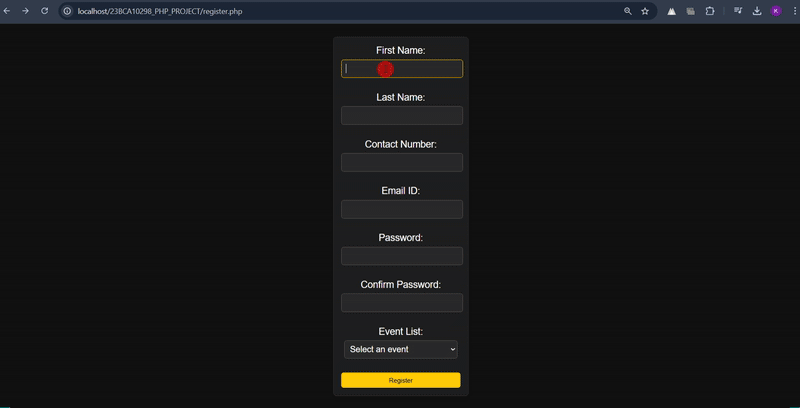 localhost/23BCA10298_PHP_PROJECT/register.php
K
First Name:
Last Name:
Contact Number:
Email ID:
Password:
Confirm Password:
Event List:
Select an event
Register